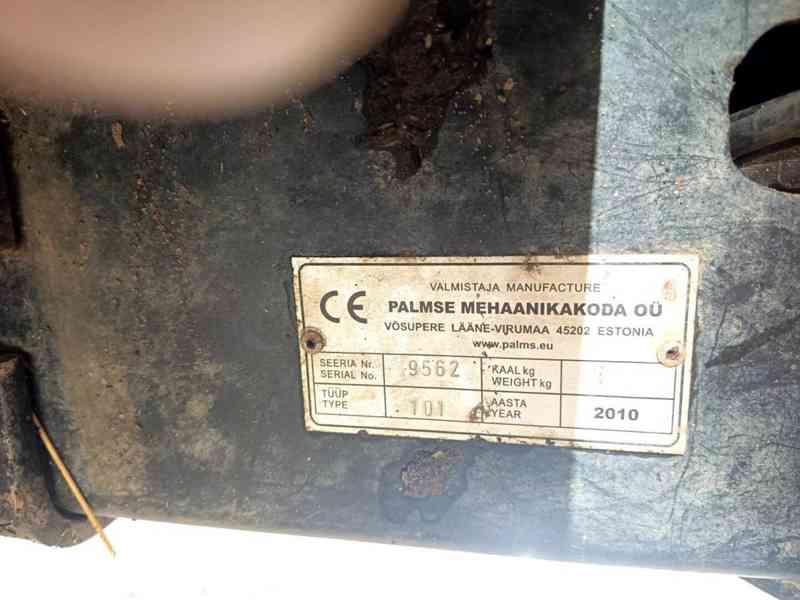 VALMISTAJA MANUFACTURE
CE PALMSE MEHAANIKAKODA OÜ
VÕSUPERE LÄÄNE-VIRUMAA 45202 ESTONIA
www.palms.eu
SEERIA Nr. 9562 KAAL kg
SERIAL No. WEIGHT kg
TÜÜP 101 AASTA 2010
TYPE YEAR